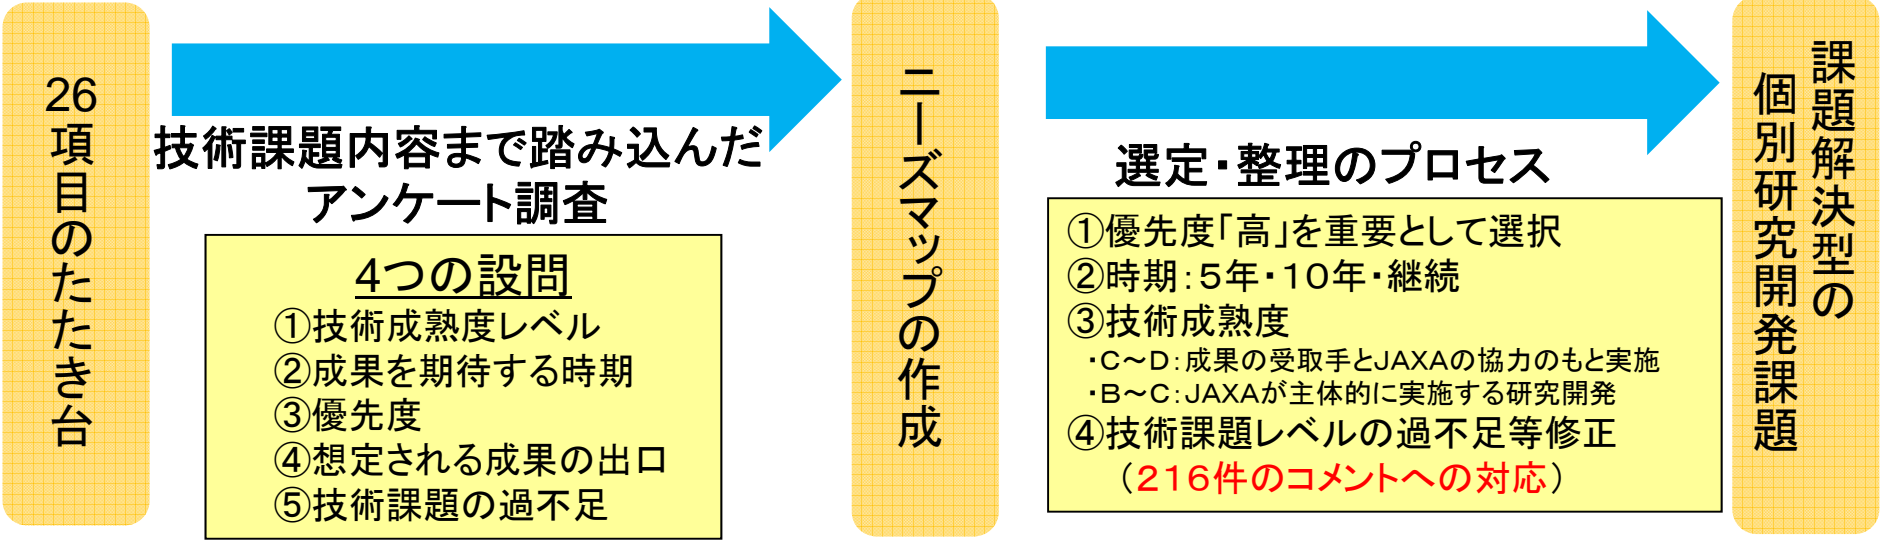 26項目のたたき台
技術課題内容まで踏み込んだ
アンケート調査
4つの設問
①技術成熟度レベル
②成果を期待する時期
③優先度
④想定される成果の出口
⑤技術課題の過不足
ニーズマップの作成
選定・整理のプロセス
①優先度「高」を重要として選択
②時期：５年・１０年・継続
③技術成熟度
・Ｃ～Ｄ：成果の受取手とJAXAの協力のもと実施
・Ｂ～Ｃ：JAXAが主体的に実施する研究開発
④技術課題レベルの過不足等修正
（２１６件のコメントへの対応）
課題解決型の
個別研究開発課題